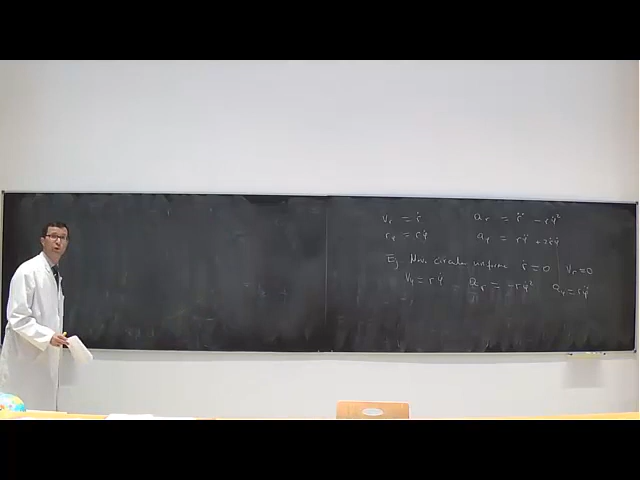 v_r = ṙ a_r = r̈ - rφ̇²
v_φ = rφ̇ a_φ = rφ̈ + 2ṙφ̇
Ej Mov. circular uniforme ṙ = 0 v_r = 0
v_φ = rφ̇ a_r = -rφ̇² a_φ = rφ̈